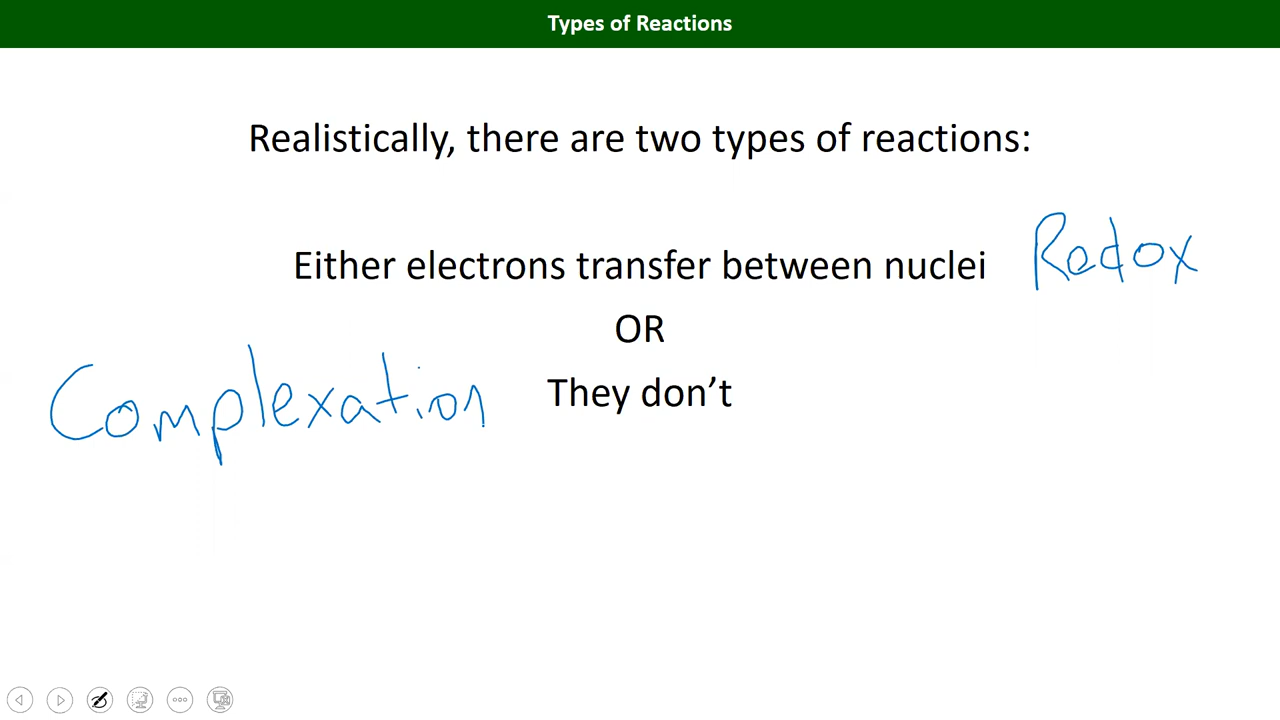 Types of Reactions
Realistically, there are two types of reactions:
Either electrons transfer between nuclei Redox
OR
Complexation They don’t